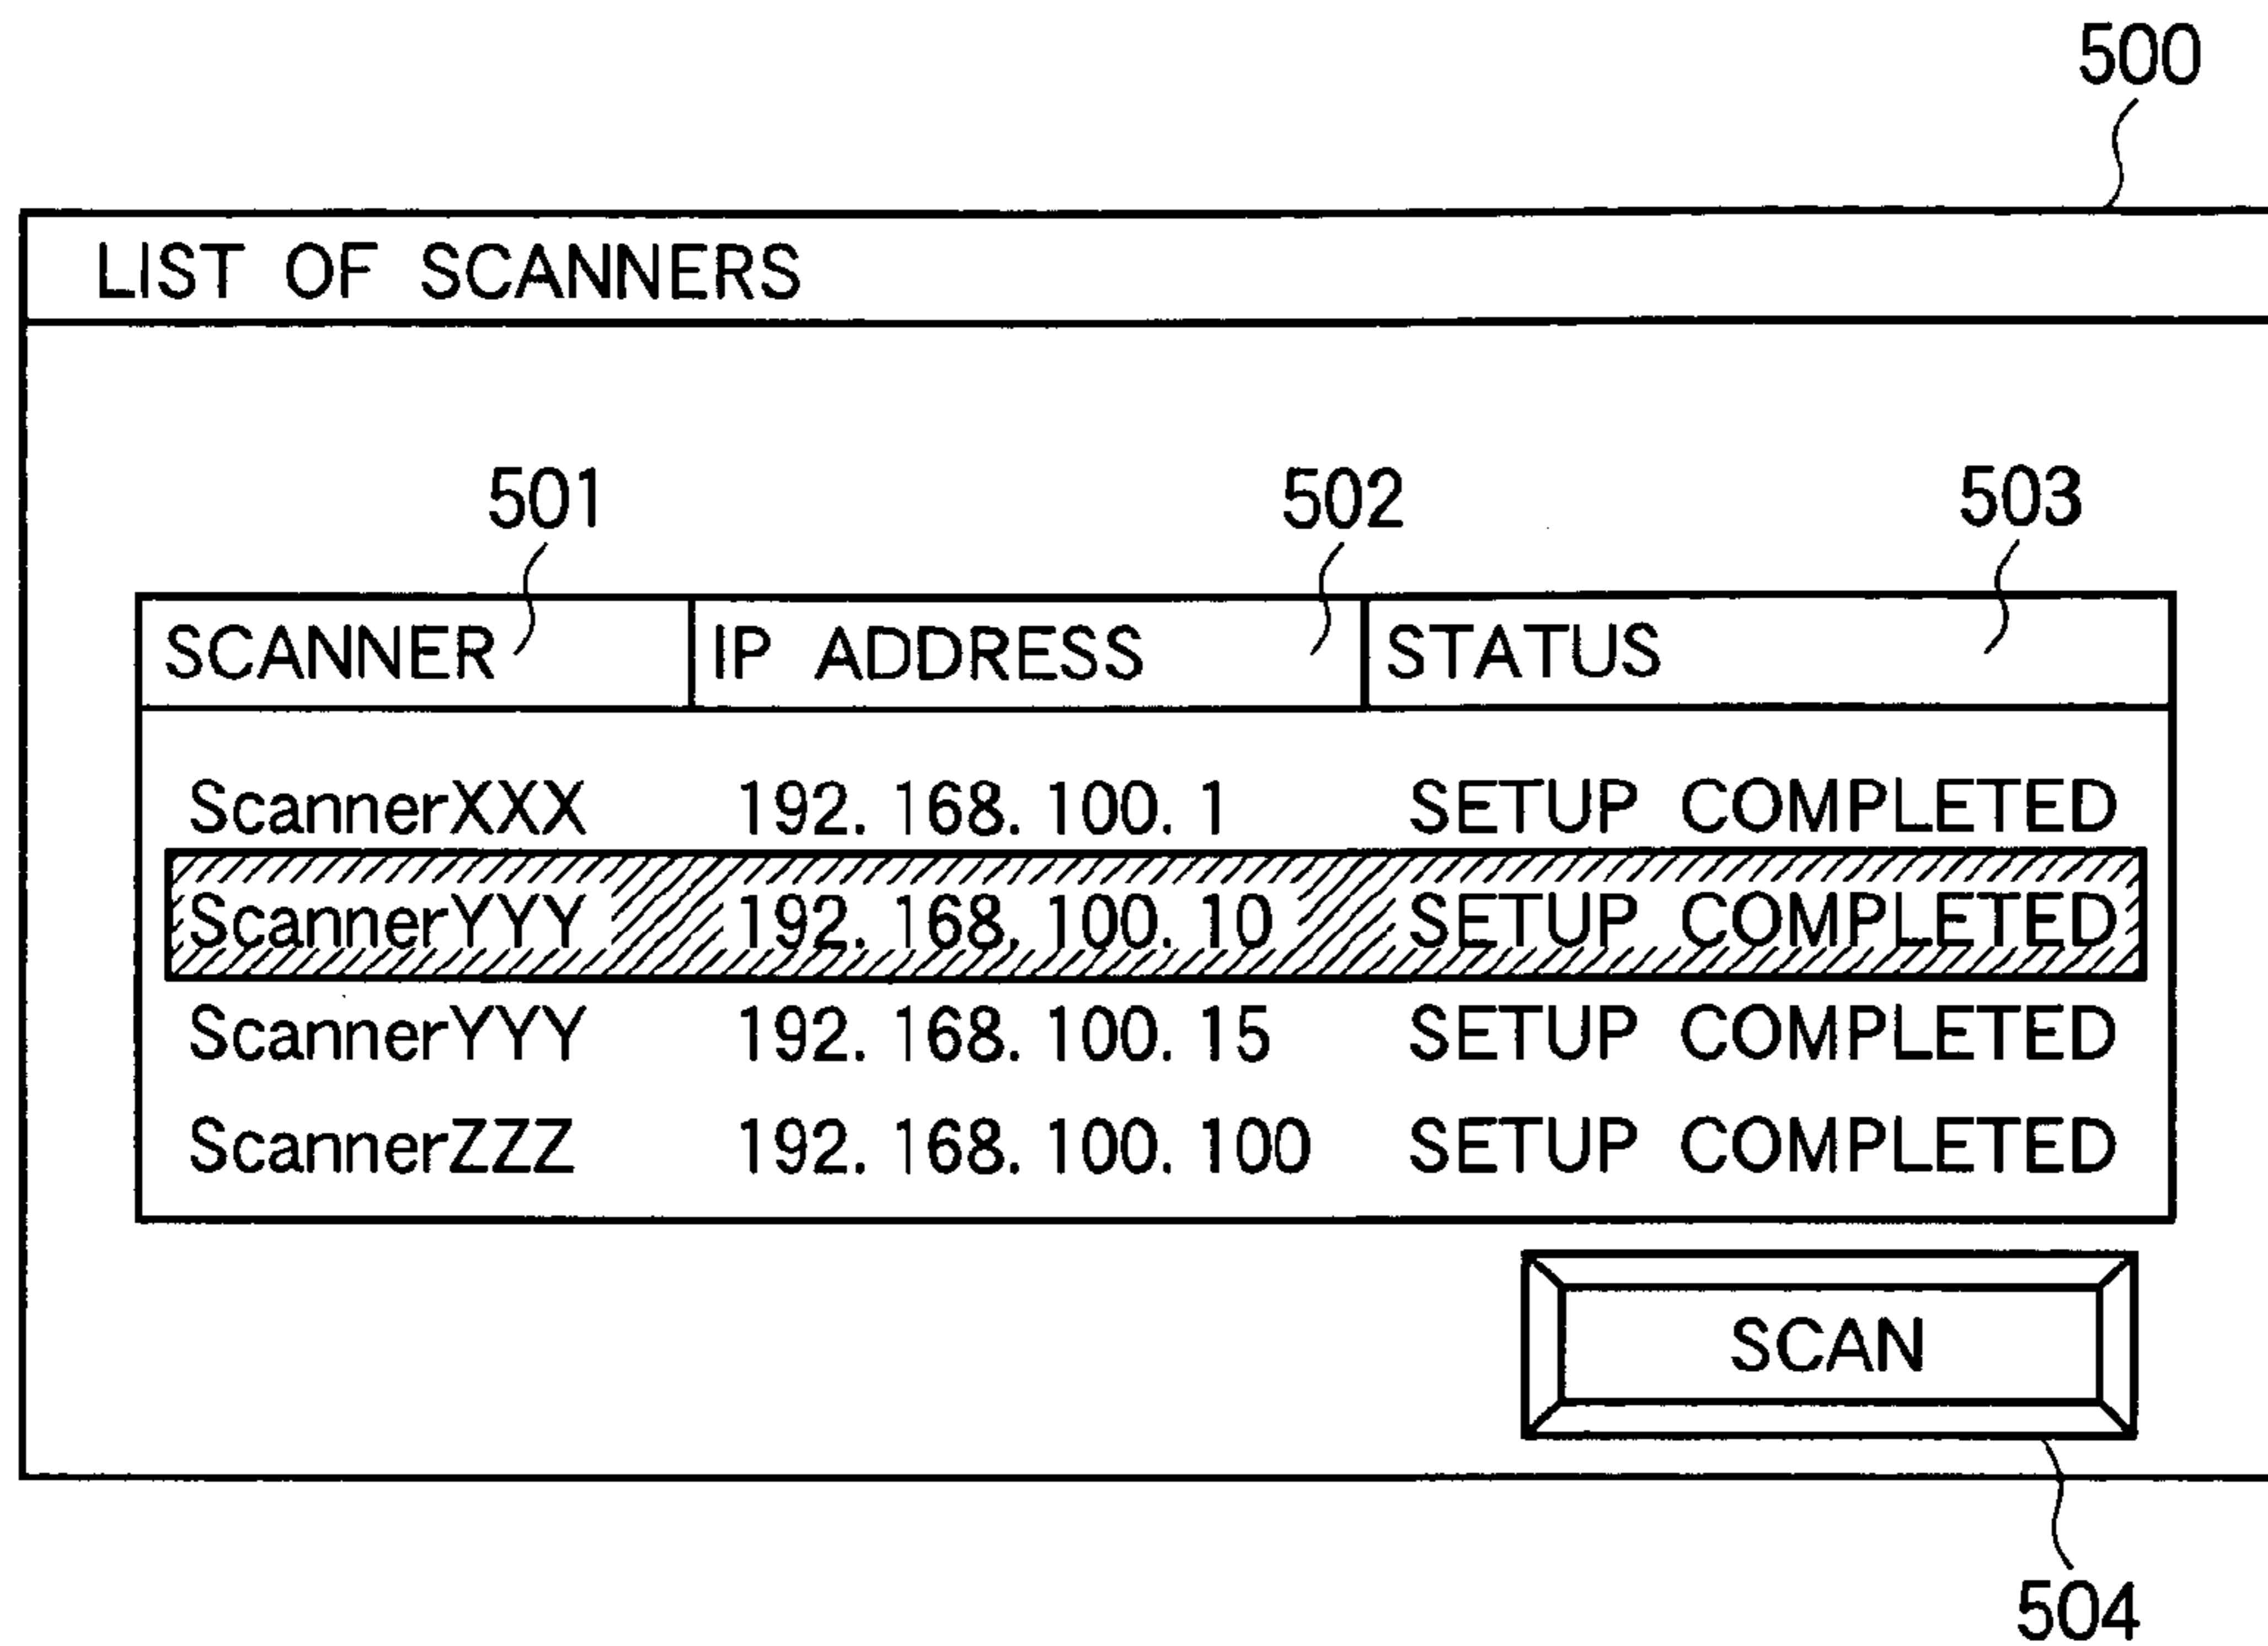 500
LIST OF SCANNERS
501 502 503
SCANNER IP ADDRESS STATUS
ScannerXXX 192. 168. 100. 1 SETUP COMPLETED
ScannerYYY 192. 168. 100. 10 SETUP COMPLETED
ScannerYYY 192. 168. 100. 15 SETUP COMPLETED
ScannerZZZ 192. 168. 100. 100 SETUP COMPLETED
SCAN
504